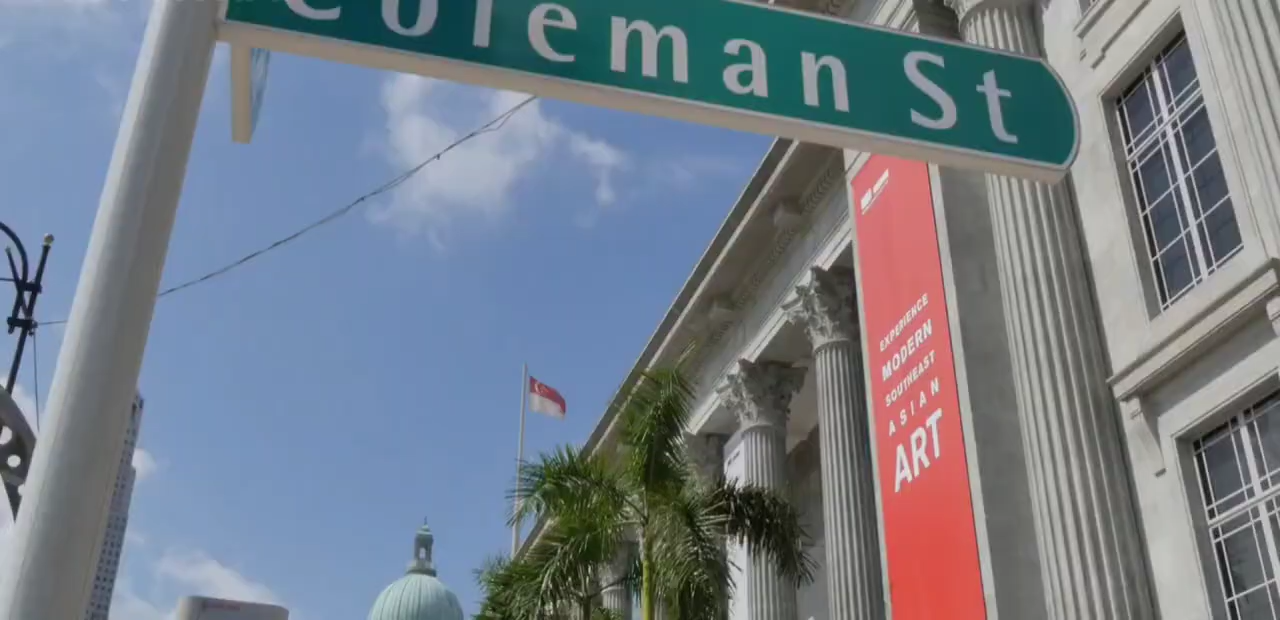 Coleman St
EXPERIENCE
MODERN
SOUTHEAST
ASIAN
ART